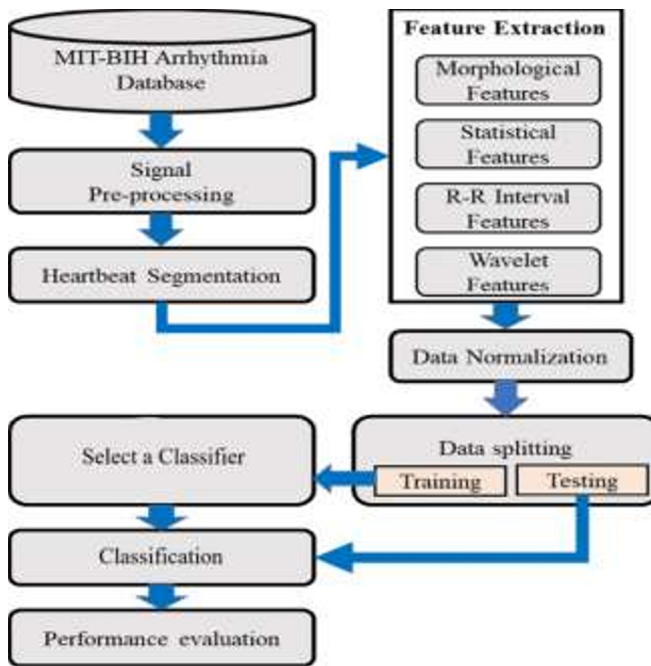 MIT-BIH Arrhythmia
Database
Signal
Pre-processing
Heartbeat Segmentation
Feature Extraction
Morphological
Features
Statistical
Features
R-R Interval
Features
Wavelet
Features
Data Normalization
Data splitting
Training
Testing
Select a Classifier
Classification
Performance evaluation